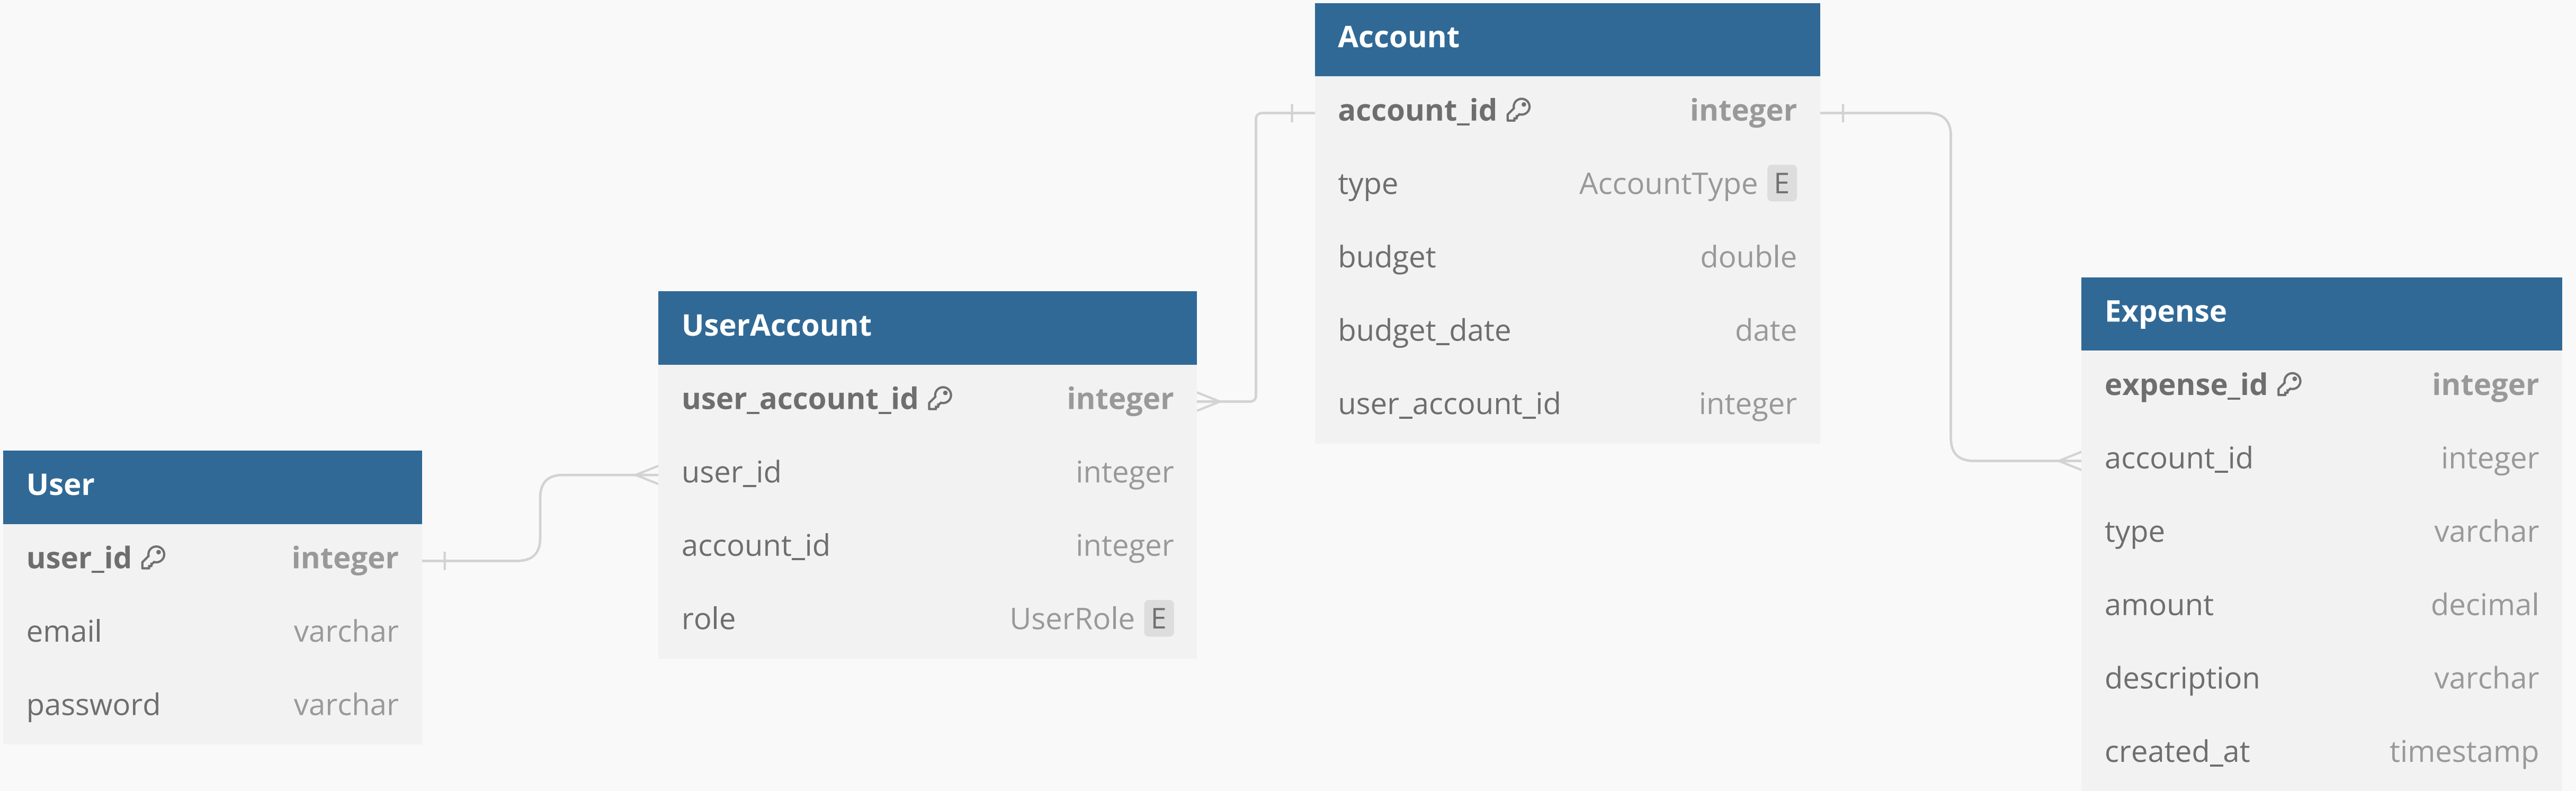 User
user_id integer
email varchar
password varchar
UserAccount
user_account_id integer
user_id integer
account_id integer
role UserRole E
Account
account_id integer
type AccountType E
budget double
budget_date date
user_account_id integer
Expense
expense_id integer
account_id integer
type varchar
amount decimal
description varchar
created_at timestamp